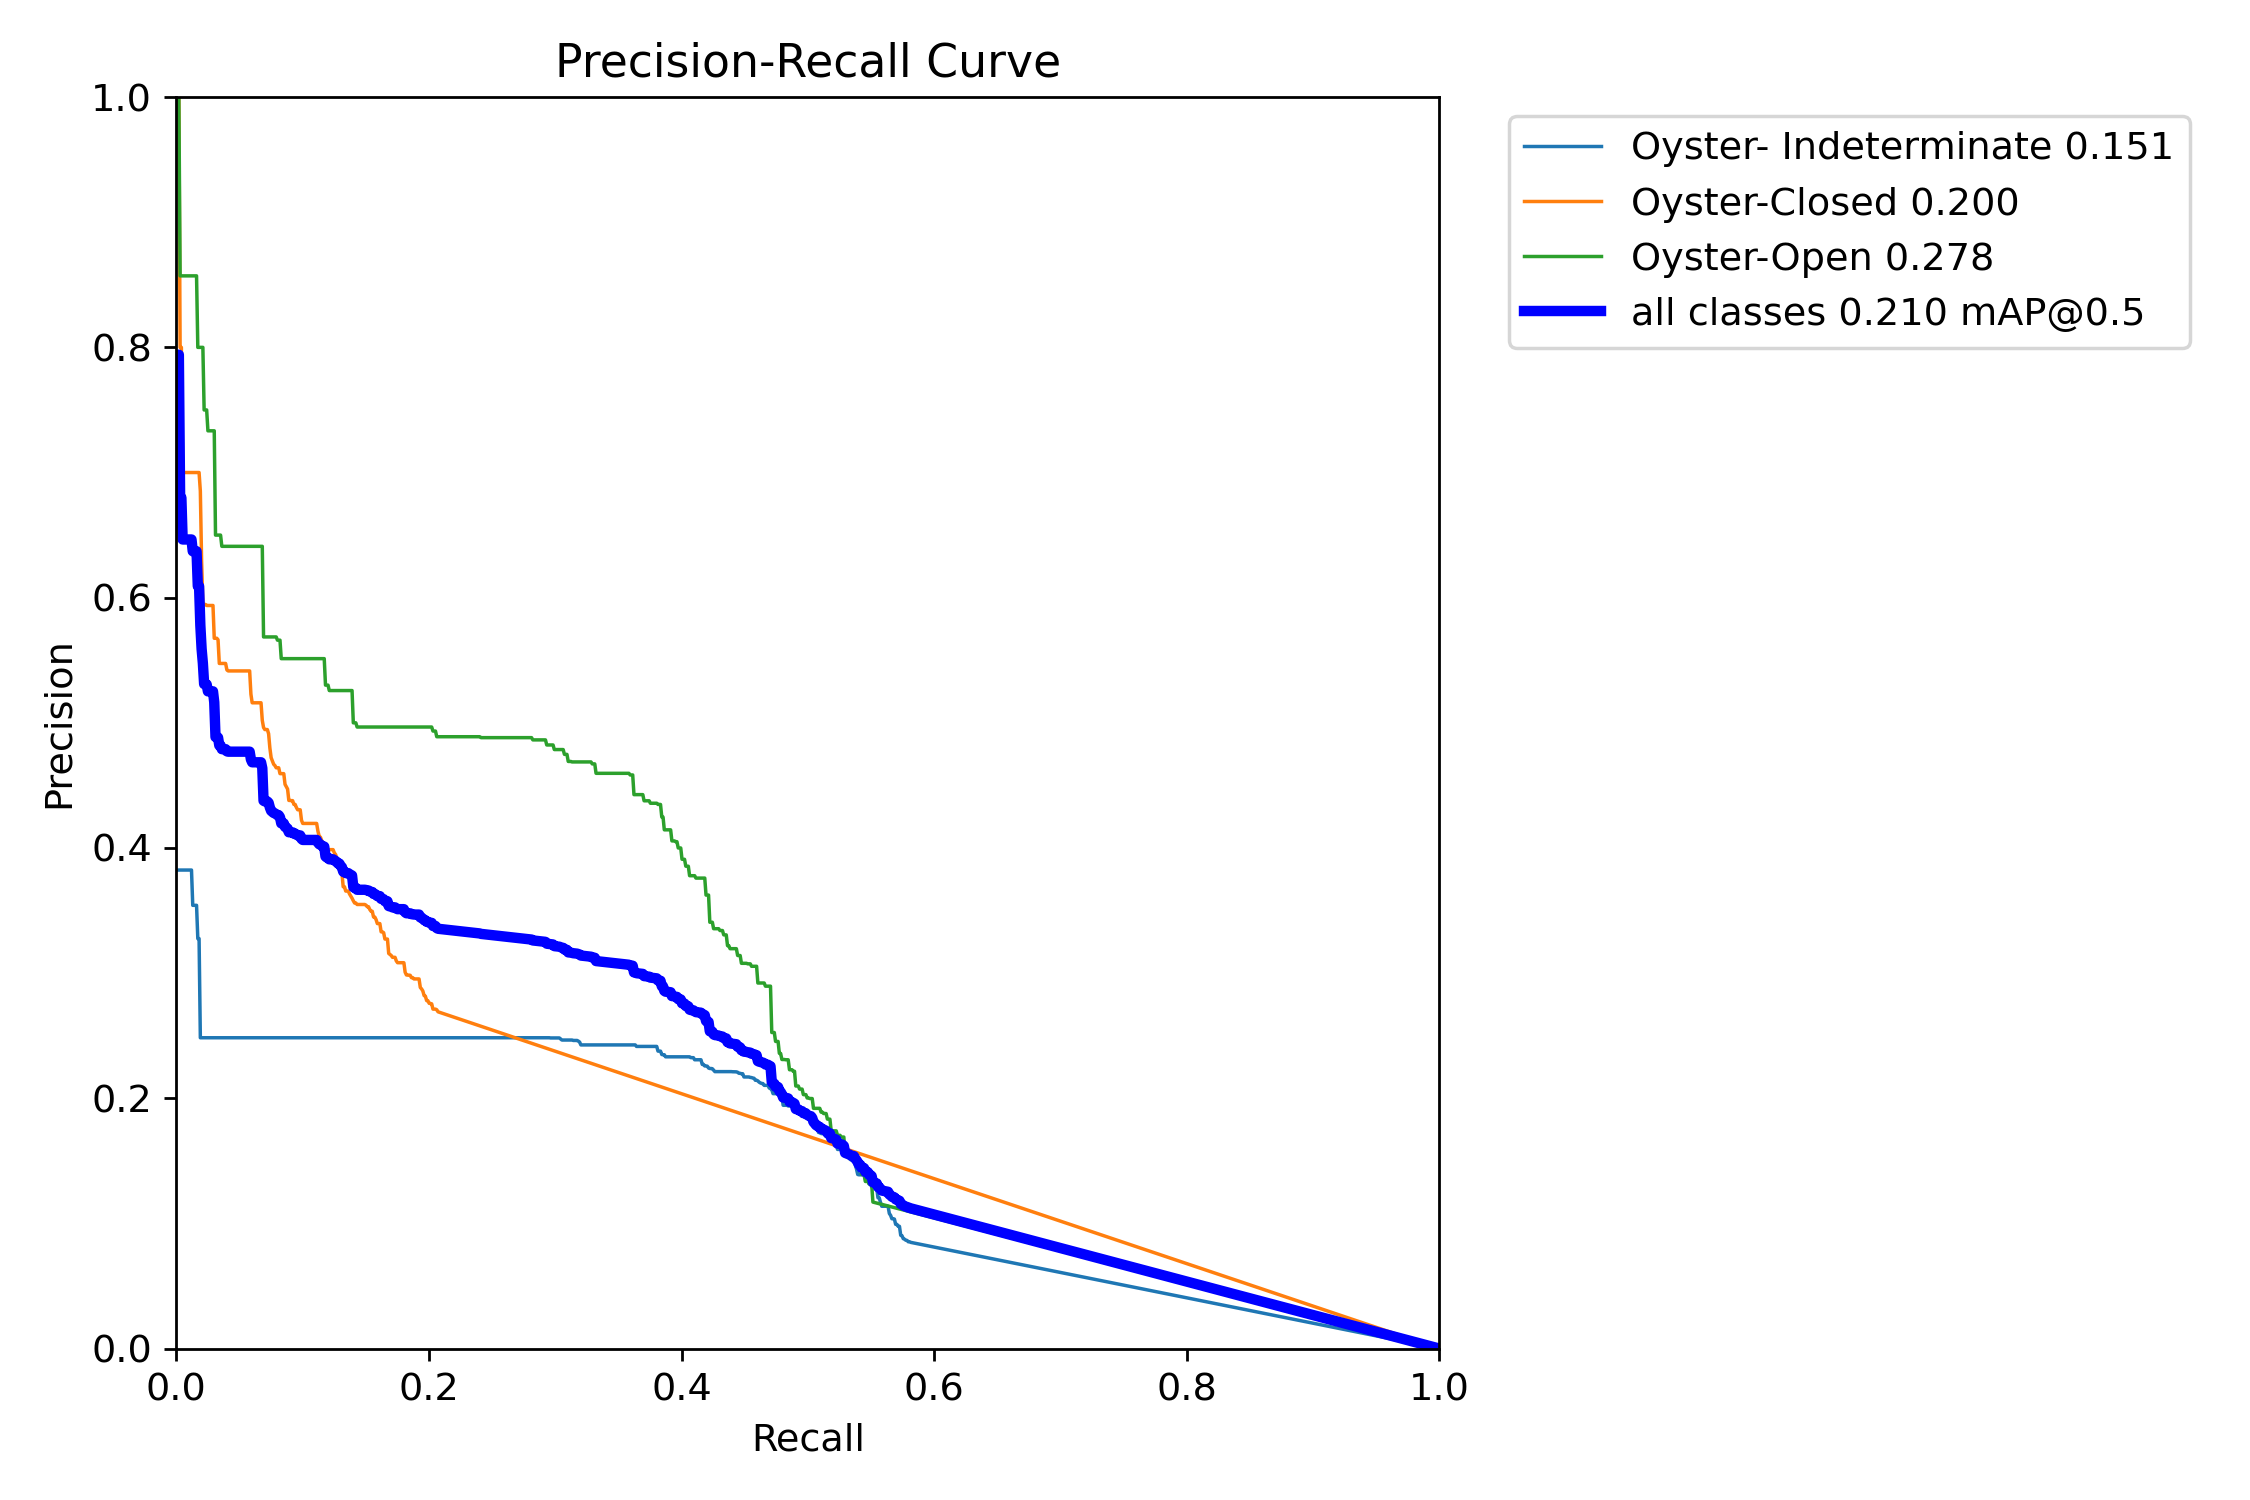 Precision-Recall Curve
1.0
0.8
0.6
0.4
0.2
0.0
Precision
0.0 0.2 0.4 0.6 0.8 1.0
Recall
Oyster- Indeterminate 0.151
Oyster-Closed 0.200
Oyster-Open 0.278
all classes 0.210 mAP@0.5